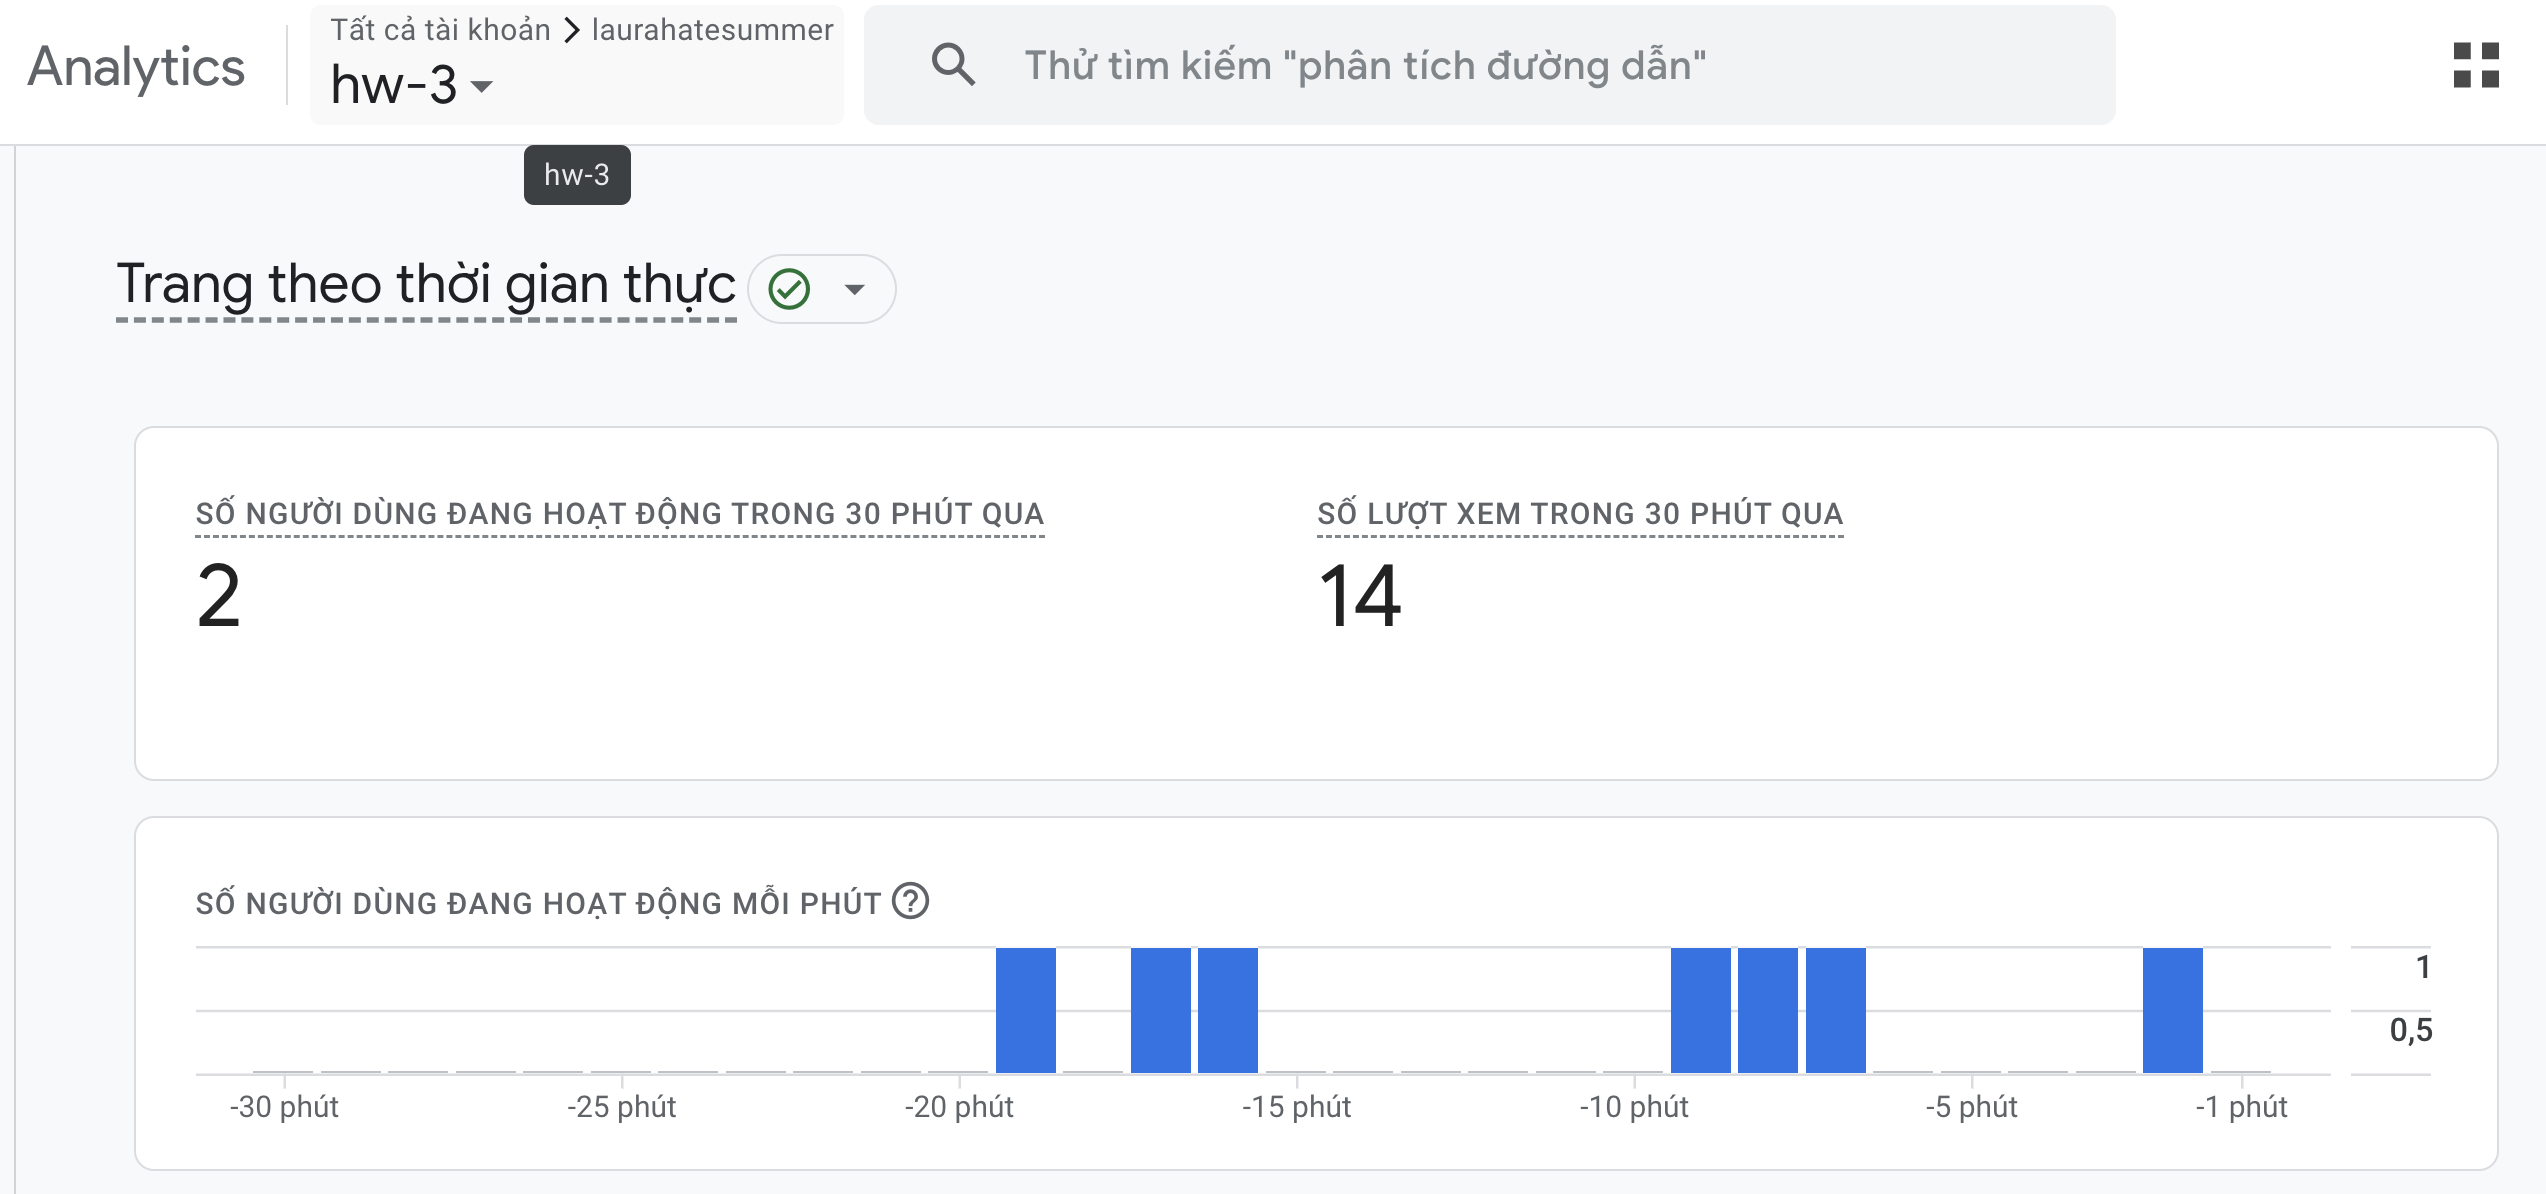 Analytics
Tất cả tài khoản > laurahatesummer
hw-3
Thử tìm kiếm "phân tích đường dẫn"
hw-3
Trang theo thời gian thực
SỐ NGƯỜI DÙNG ĐANG HOẠT ĐỘNG TRONG 30 PHÚT QUA
2
SỐ LƯỢT XEM TRONG 30 PHÚT QUA
14
SỐ NGƯỜI DÙNG ĐANG HOẠT ĐỘNG MỖI PHÚT
1
0,5
-30 phút -25 phút -20 phút -15 phút -10 phút -5 phút -1 phút